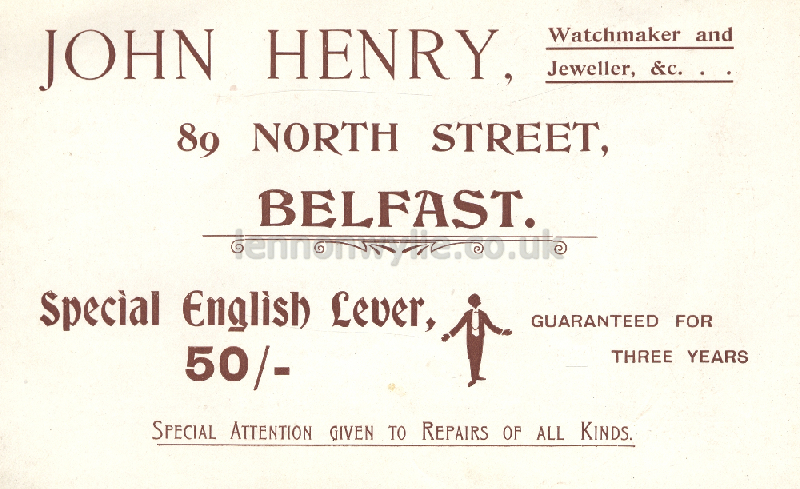 JOHN HENRY, Watchmaker and
Jeweller, &c. . .
89 NORTH STREET,
BELFAST.
lennonwylie.co.uk
Special English Lever,
50/-
GUARANTEED FOR
THREE YEARS
SPECIAL ATTENTION GIVEN TO REPAIRS OF ALL KINDS.